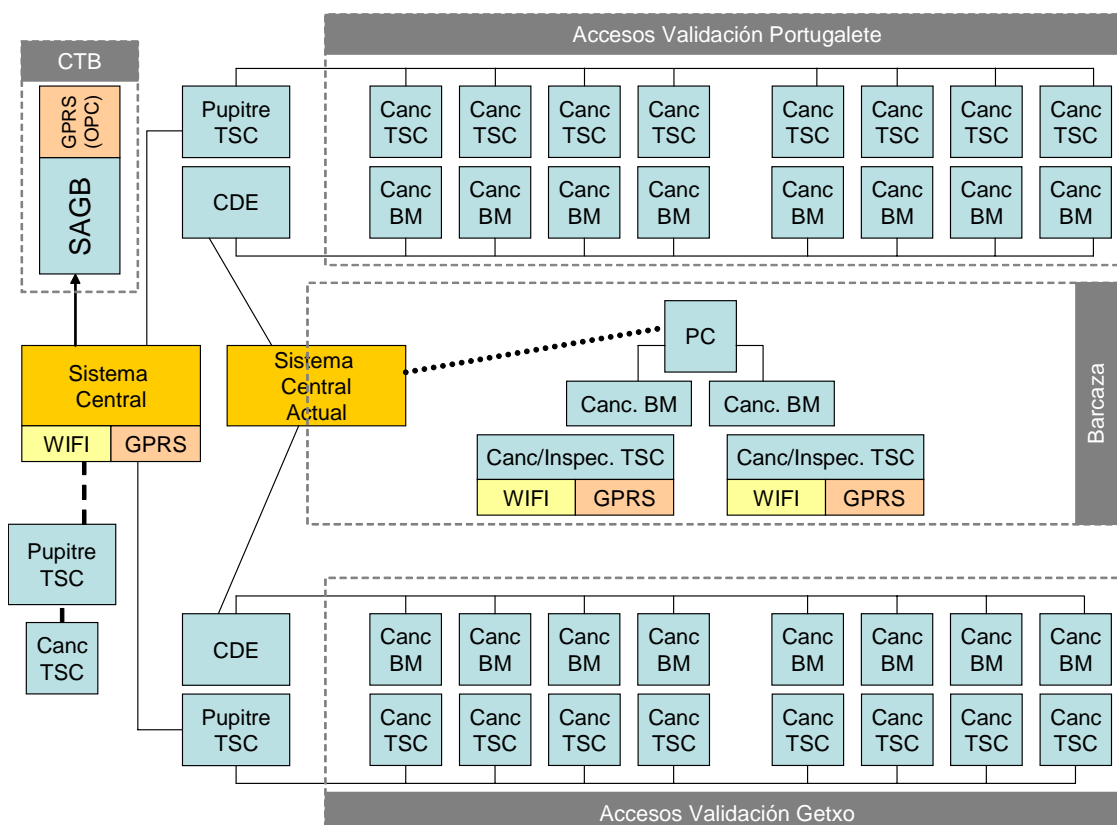 Accesos Validación Portugalete
CTB
GPRS
(OPC)
SAGB
Pupitre
TSC
Canc
TSC
Canc
TSC
Canc
TSC
Canc
TSC
Canc
TSC
Canc
TSC
Canc
TSC
Canc
TSC
CDE
Canc
BM
Canc
BM
Canc
BM
Canc
BM
Canc
BM
Canc
BM
Canc
BM
Canc
BM
Sistema
Central
WIFI
GPRS
Sistema
Central
Actual
PC
Canc. BM
Canc. BM
Canc/Inspec. TSC
WIFI
GPRS
Canc/Inspec. TSC
WIFI
GPRS
Barcaza
Pupitre
TSC
Canc
TSC
CDE
Canc
BM
Canc
BM
Canc
BM
Canc
BM
Canc
BM
Canc
BM
Canc
BM
Canc
BM
Pupitre
TSC
Canc
TSC
Canc
TSC
Canc
TSC
Canc
TSC
Canc
TSC
Canc
TSC
Canc
TSC
Canc
TSC
Accesos Validación Getxo